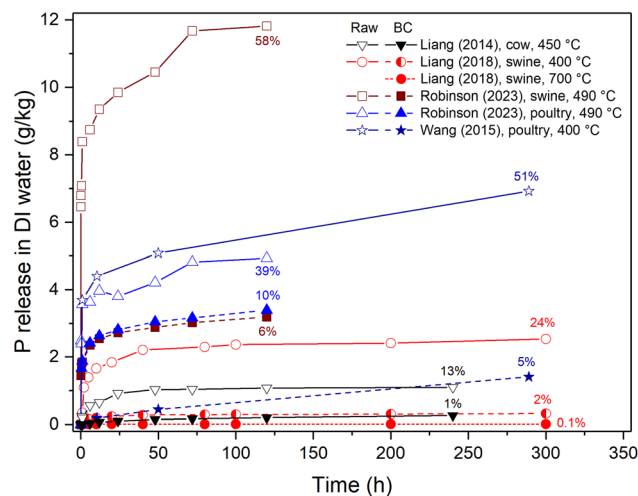 Raw BC
Liang (2014), cow, 450 °C
Liang (2018), swine, 400 °C
Liang (2018), swine, 700 °C
Robinson (2023), swine, 490 °C
Robinson (2023), poultry, 490 °C
Wang (2015), poultry, 400 °C
58%
51%
39%
10%
6%
24%
13%
5%
1%
2%
0.1%
P release in DI water (g/kg)
12
10
8
6
4
2
0
0 50 100 150 200 250 300 350
Time (h)